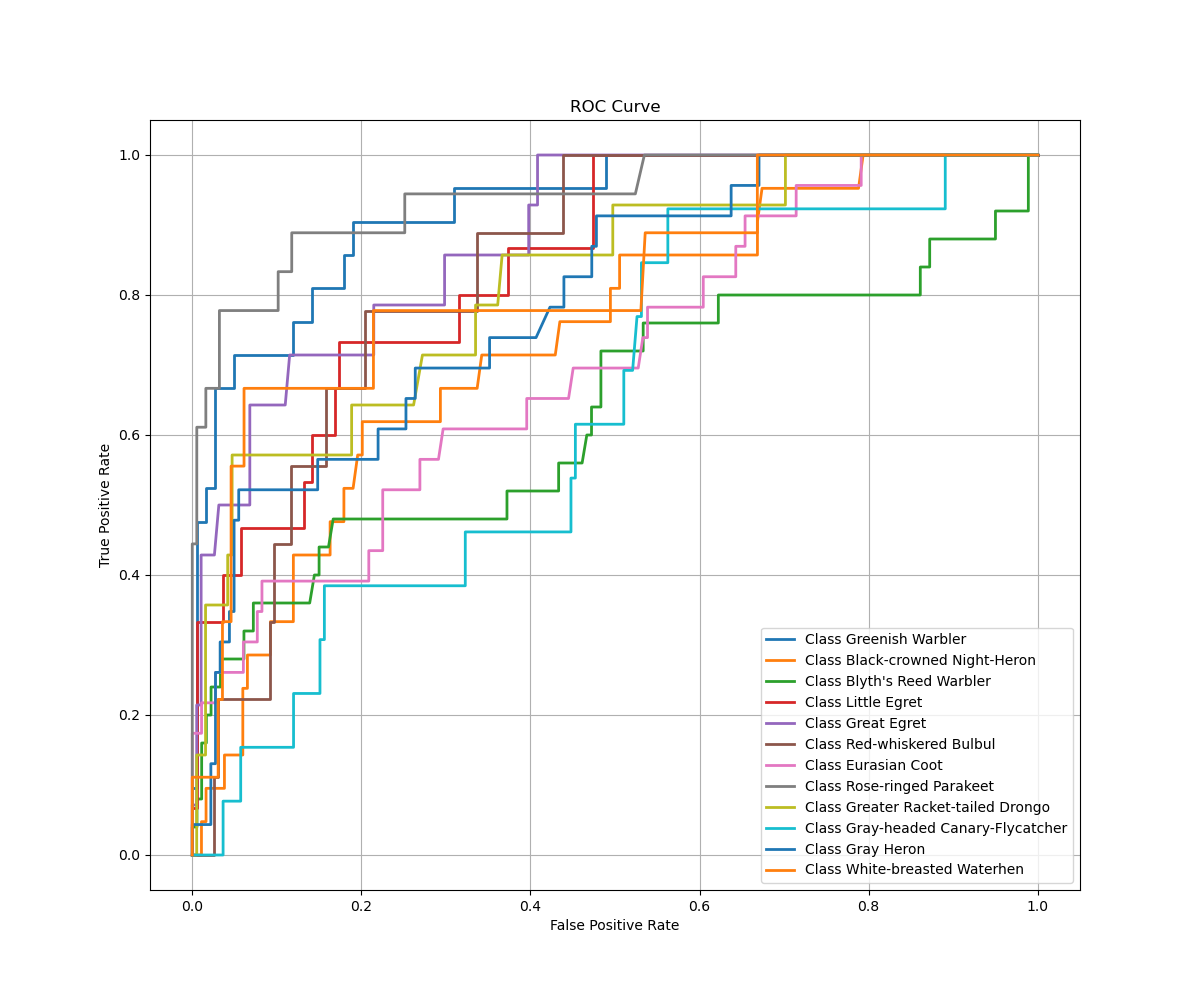 ROC Curve
True Positive Rate
1.0
0.8
0.6
0.4
0.2
0.0
Class Greenish Warbler
Class Black-crowned Night-Heron
Class Blyth's Reed Warbler
Class Little Egret
Class Great Egret
Class Red-whiskered Bulbul
Class Eurasian Coot
Class Rose-ringed Parakeet
Class Greater Racket-tailed Drongo
Class Gray-headed Canary-Flycatcher
Class Gray Heron
Class White-breasted Waterhen
0.0 0.2 0.4 0.6 0.8 1.0
False Positive Rate